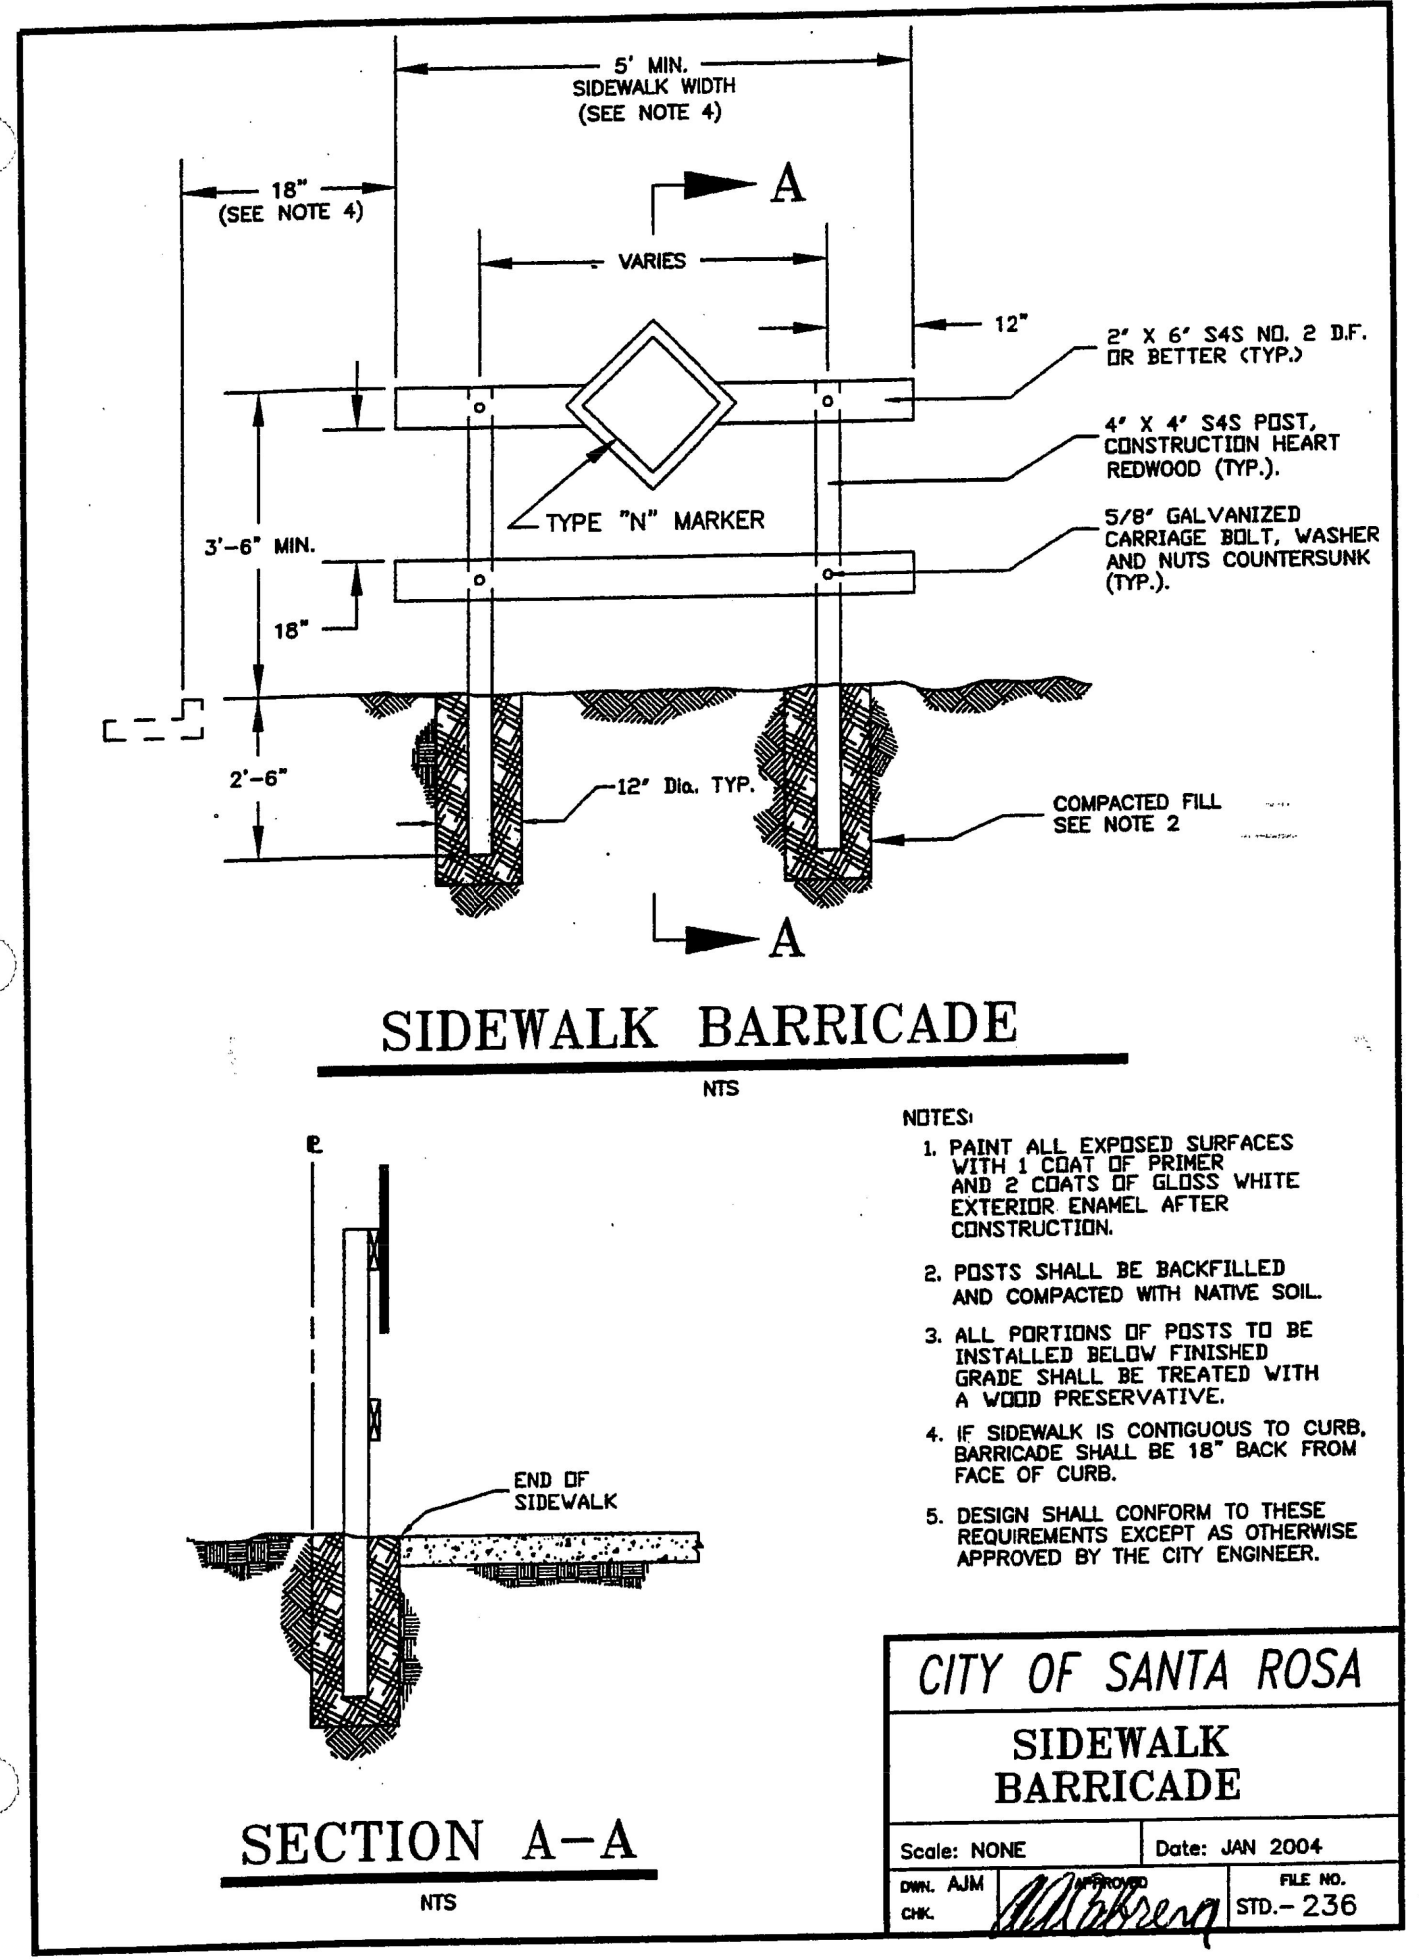 5' MIN.
SIDEWALK WIDTH
(SEE NOTE 4)
18"
(SEE NOTE 4)
A
VARIES
12"
2" X 6" S4S NO. 2 D.F.
OR BETTER (TYP.)
4" X 4" S4S POST,
CONSTRUCTION HEART
REDWOOD (TYP.).
TYPE "N" MARKER
5/8" GALVANIZED
CARRIAGE BOLT, WASHER
AND NUTS COUNTERSUNK
(TYP.).
3'-6" MIN.
18"
2'-6"
12" Dia. TYP.
COMPACTED FILL
SEE NOTE 2
A
SIDEWALK BARRICADE
NTS
NOTES:
1. PAINT ALL EXPOSED SURFACES
WITH 1 COAT OF PRIMER
AND 2 COATS OF GLOSS WHITE
EXTERIOR ENAMEL AFTER
CONSTRUCTION.
2. POSTS SHALL BE BACKFILLED
AND COMPACTED WITH NATIVE SOIL.
3. ALL PORTIONS OF POSTS TO BE
INSTALLED BELOW FINISHED
GRADE SHALL BE TREATED WITH
A WOOD PRESERVATIVE.
4. IF SIDEWALK IS CONTIGUOUS TO CURB,
BARRICADE SHALL BE 18" BACK FROM
FACE OF CURB.
5. DESIGN SHALL CONFORM TO THESE
REQUIREMENTS EXCEPT AS OTHERWISE
APPROVED BY THE CITY ENGINEER.
END OF
SIDEWALK
SECTION A-A
NTS
CITY OF SANTA ROSA
SIDEWALK
BARRICADE
Scale: NONE
Date: JAN 2004
DWN. AJM
CHK.
APPROVED
FILE NO.
STD.- 236